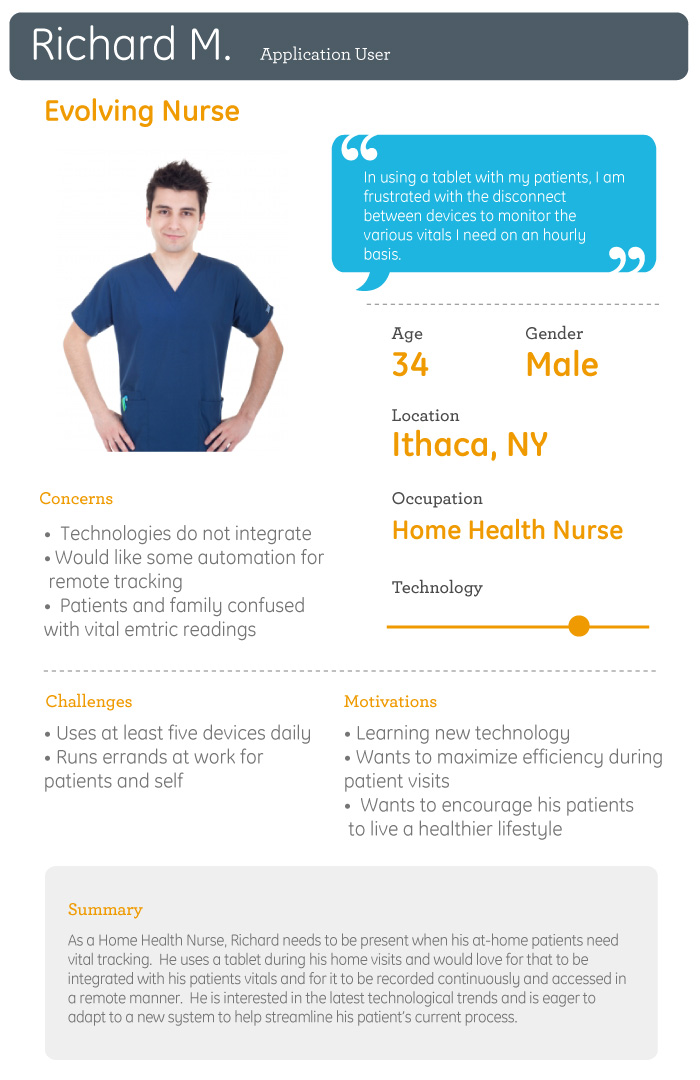 Richard M. Application User
Evolving Nurse
In using a tablet with my patients, I am
frustrated with the disconnect
between devices to monitor the
various vitals I need on an hourly
basis.
Age
34
Gender
Male
Location
Ithaca, NY
Occupation
Home Health Nurse
Technology
Concerns
• Technologies do not integrate
• Would like some automation for
remote tracking
• Patients and family confused
with vital emtric readings
Challenges
• Uses at least five devices daily
• Runs errands at work for
patients and self
Motivations
• Learning new technology
• Wants to maximize efficiency during
patient visits
• Wants to encourage his patients
to live a healthier lifestyle
Summary
As a Home Health Nurse, Richard needs to be present when his at-home patients need
vital tracking. He uses a tablet during his home visits and would love for that to be
integrated with his patients vitals and for it to be recorded continuously and accessed in
a remote manner. He is interested in the latest technological trends and is eager to
adapt to a new system to help streamline his patient's current process.